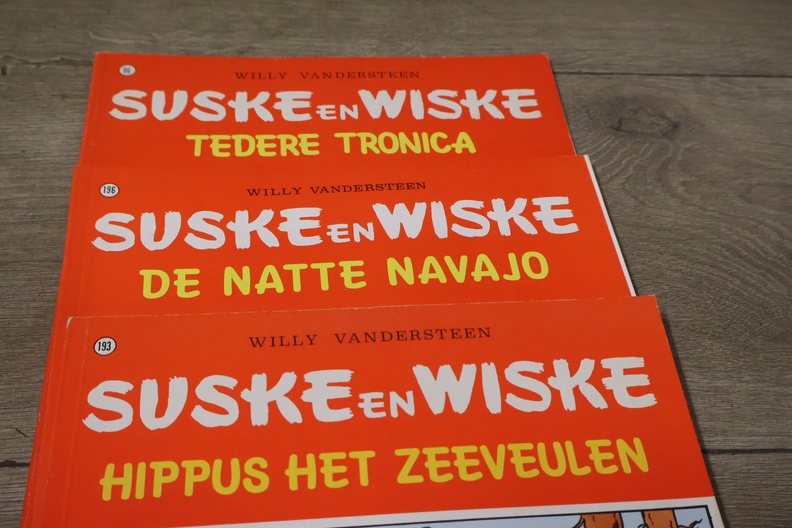 86
WILLY VANDERSTEEN
SUSKE EN WISKE
TEDERE TRONICA
196
WILLY VANDERSTEEN
SUSKE EN WISKE
DE NATTE NAVAJO
193
WILLY VANDERSTEEN
SUSKE EN WISKE
HIPPUS HET ZEEVEULEN